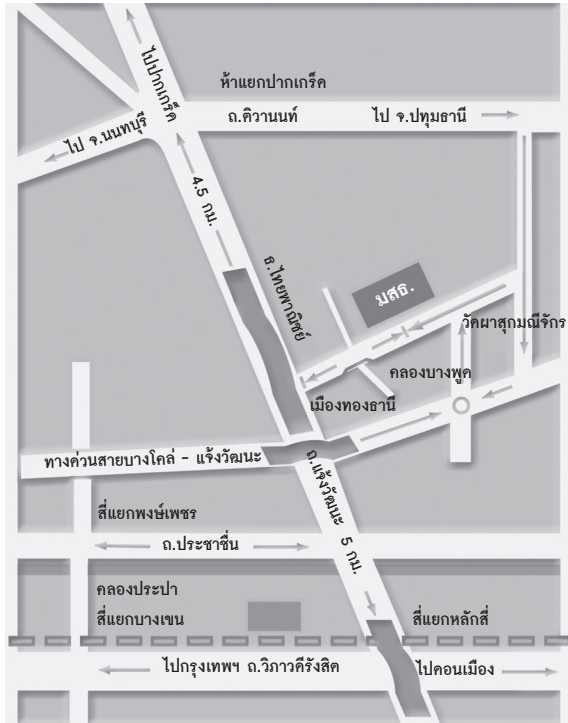 ไปปากเกร็ด
ห้าแยกปากเกร็ด
ถ.ติวานนท์
ไป จ.ปทุมธานี
ไป จ.นนทบุรี
4.5 กม.
ธ.ไทยพาณิชย์
มสธ.
วัดผาสุกมณีจักร
คลองบางพูด
เมืองทองธานี
ทางด่วนสายบางโคล่ - แจ้งวัฒนะ
ถ.แจ้งวัฒนะ 5 กม.
สี่แยกพงษ์เพชร
ถ.ประชาชื่น
คลองประปา
สี่แยกบางเขน
สี่แยกหลักสี่
ไปกรุงเทพฯ ถ.วิภาวดีรังสิต
ไปดอนเมือง